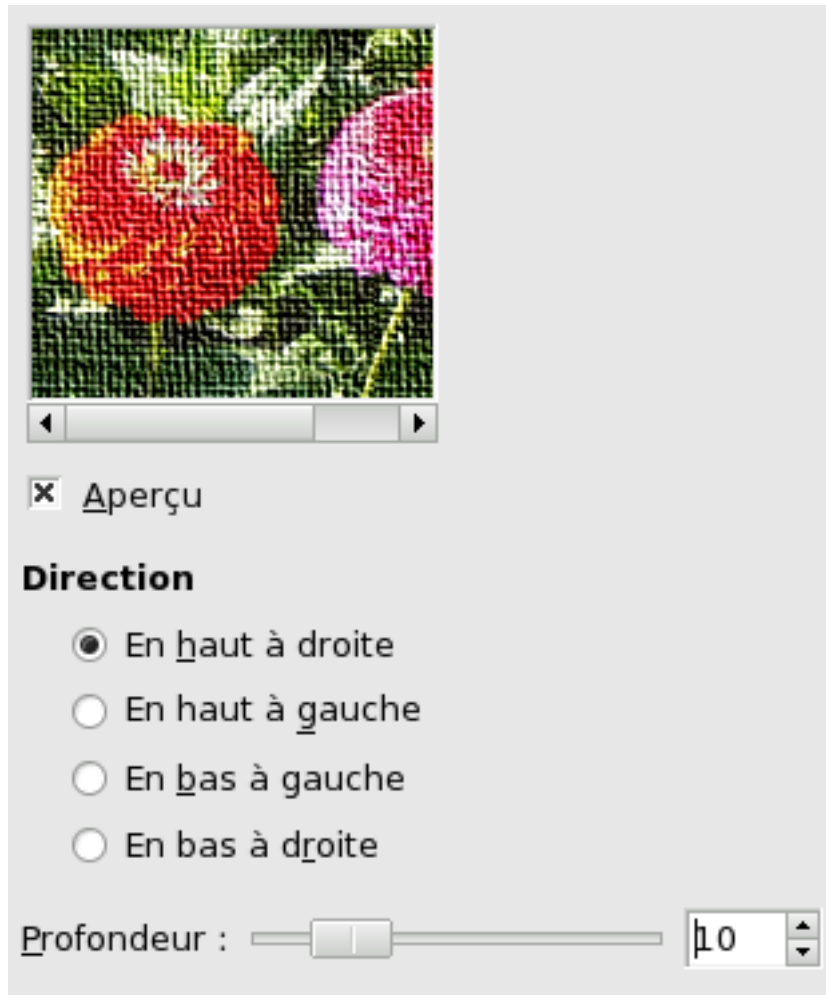 Aperçu
Direction
En haut à droite
En haut à gauche
En bas à gauche
En bas à droite
Profondeur : 10